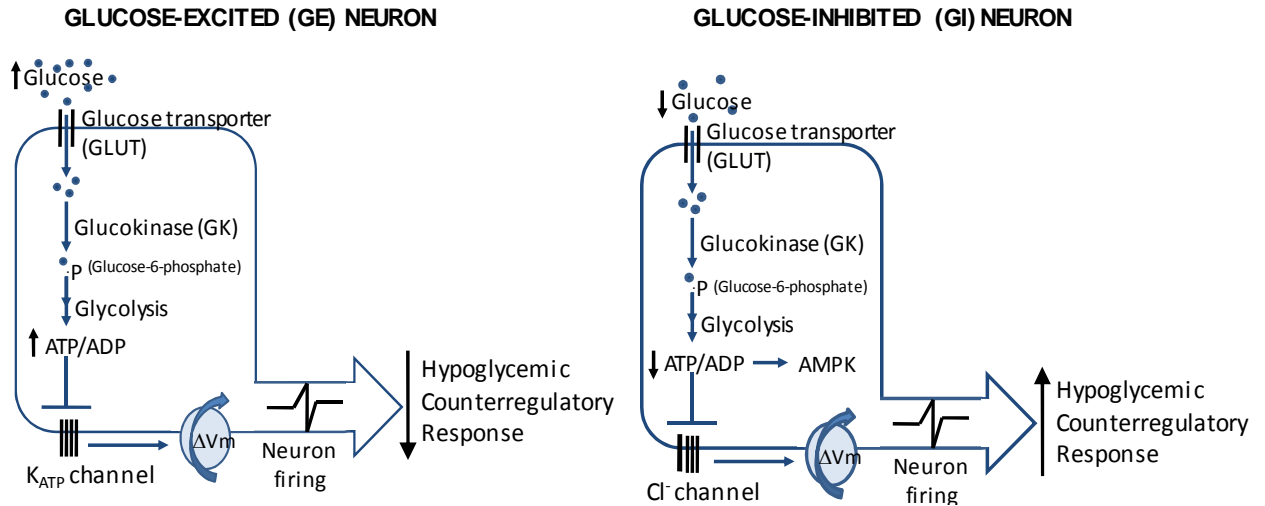 GLUCOSE-EXCITED (GE) NEURON
Glucose
Glucose transporter
(GLUT)
Glucokinase (GK)
P (Glucose-6-phosphate)
Glycolysis
ATP/ADP
Hypoglycemic
Counterregulatory
Response
ΔVm
Neuron
firing
K_ATP channel
GLUCOSE-INHIBITED (GI) NEURON
Glucose
Glucose transporter
(GLUT)
Glucokinase (GK)
P (Glucose-6-phosphate)
Glycolysis
ATP/ADP
AMPK
Hypoglycemic
Counterregulatory
Response
ΔVm
Neuron
firing
Cl⁻ channel